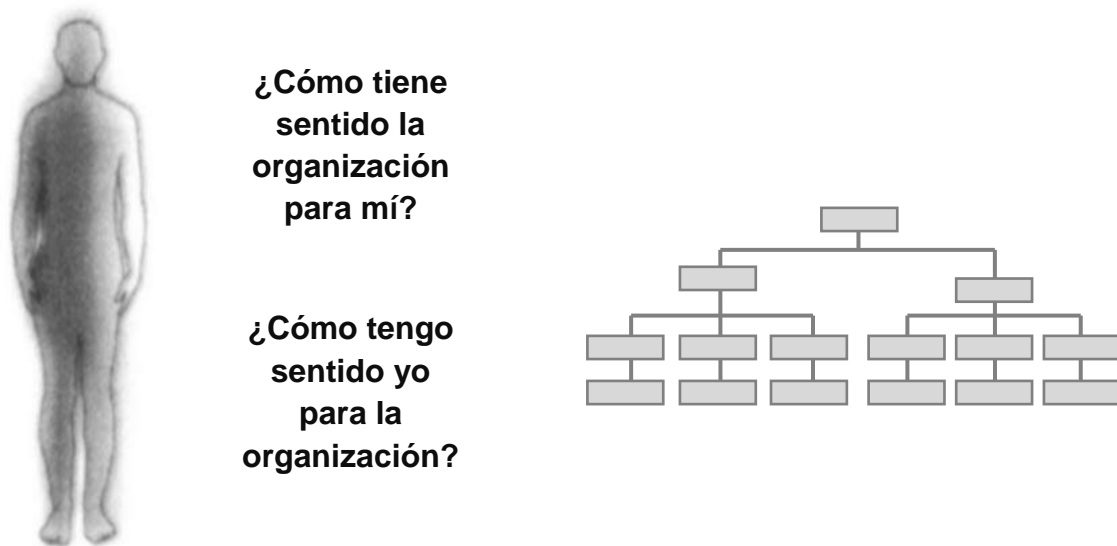 ¿Cómo tiene
sentido la
organización
para mí?
¿Cómo tengo
sentido yo
para la
organización?